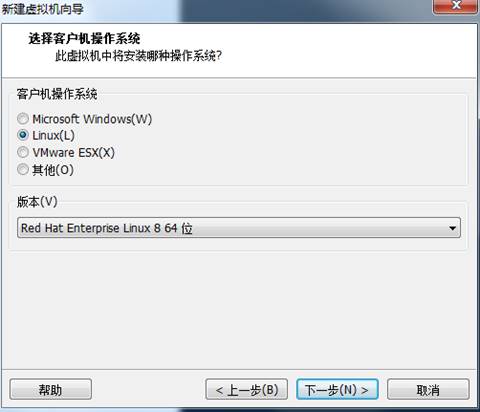 新建虚拟机向导
选择客户机操作系统
此虚拟机中将安装哪种操作系统?
客户机操作系统
Microsoft Windows(W)
Linux(L)
VMware ESX(X)
其他(O)
版本(V)
Red Hat Enterprise Linux 8 64 位
帮助
< 上一步(B)
下一步(N) >
取消